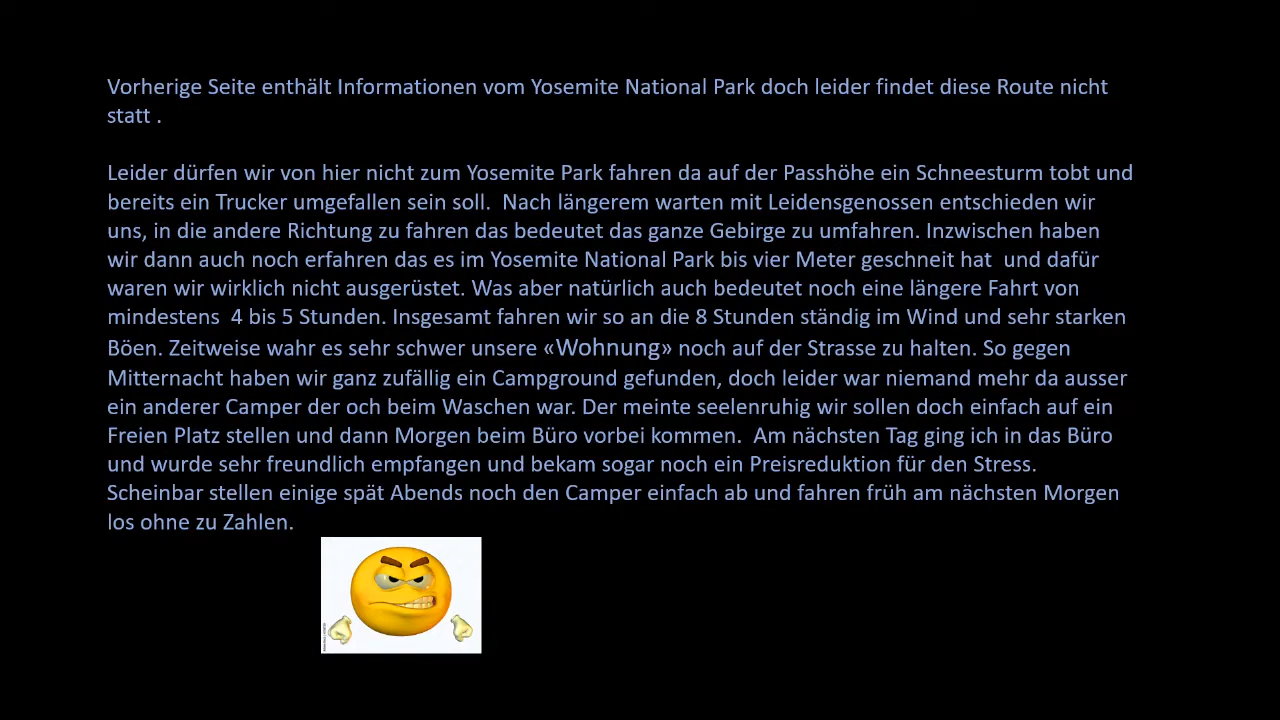 Vorherige Seite enthält Informationen vom Yosemite National Park doch leider findet diese Route nicht
statt .
Leider dürfen wir von hier nicht zum Yosemite Park fahren da auf der Passhöhe ein Schneesturm tobt und
bereits ein Trucker umgefallen sein soll.  Nach längerem warten mit Leidensgenossen entschieden wir
uns, in die andere Richtung zu fahren das bedeutet das ganze Gebirge zu umfahren. Inzwischen haben
wir dann auch noch erfahren das es im Yosemite National Park bis vier Meter geschneit hat  und dafür
waren wir wirklich nicht ausgerüstet. Was aber natürlich auch bedeutet noch eine längere Fahrt von
mindestens  4 bis 5 Stunden. Insgesamt fahren wir so an die 8 Stunden ständig im Wind und sehr starken
Böen. Zeitweise wahr es sehr schwer unsere «Wohnung» noch auf der Strasse zu halten. So gegen
Mitternacht haben wir ganz zufällig ein Campground gefunden, doch leider war niemand mehr da ausser
ein anderer Camper der och beim Waschen war. Der meinte seelenruhig wir sollen doch einfach auf ein
Freien Platz stellen und dann Morgen beim Büro vorbei kommen.  Am nächsten Tag ging ich in das Büro
und wurde sehr freundlich empfangen und bekam sogar noch ein Preisreduktion für den Stress.
Scheinbar stellen einige spät Abends noch den Camper einfach ab und fahren früh am nächsten Morgen
los ohne zu Zahlen.